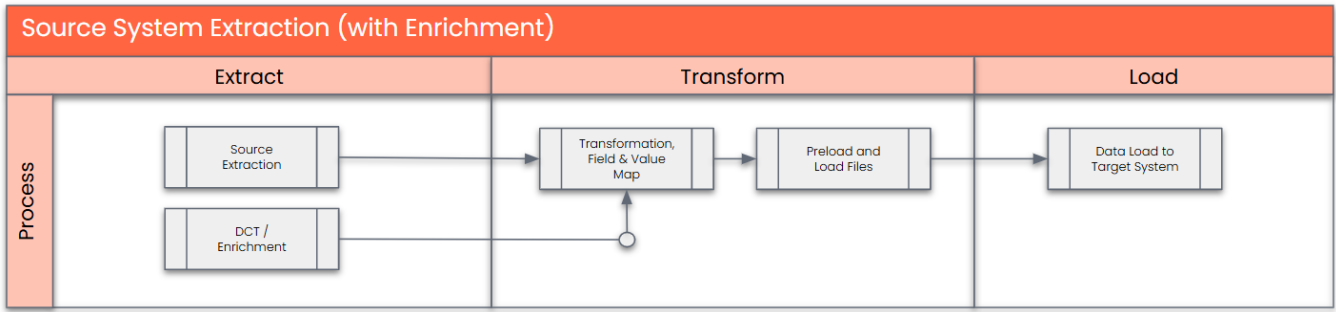 Source System Extraction (with Enrichment)
Extract
Transform
Load
Process
Source
Extraction
Transformation,
Field & Value
Map
Preload and
Load Files
Data Load to
Target System
DCT /
Enrichment